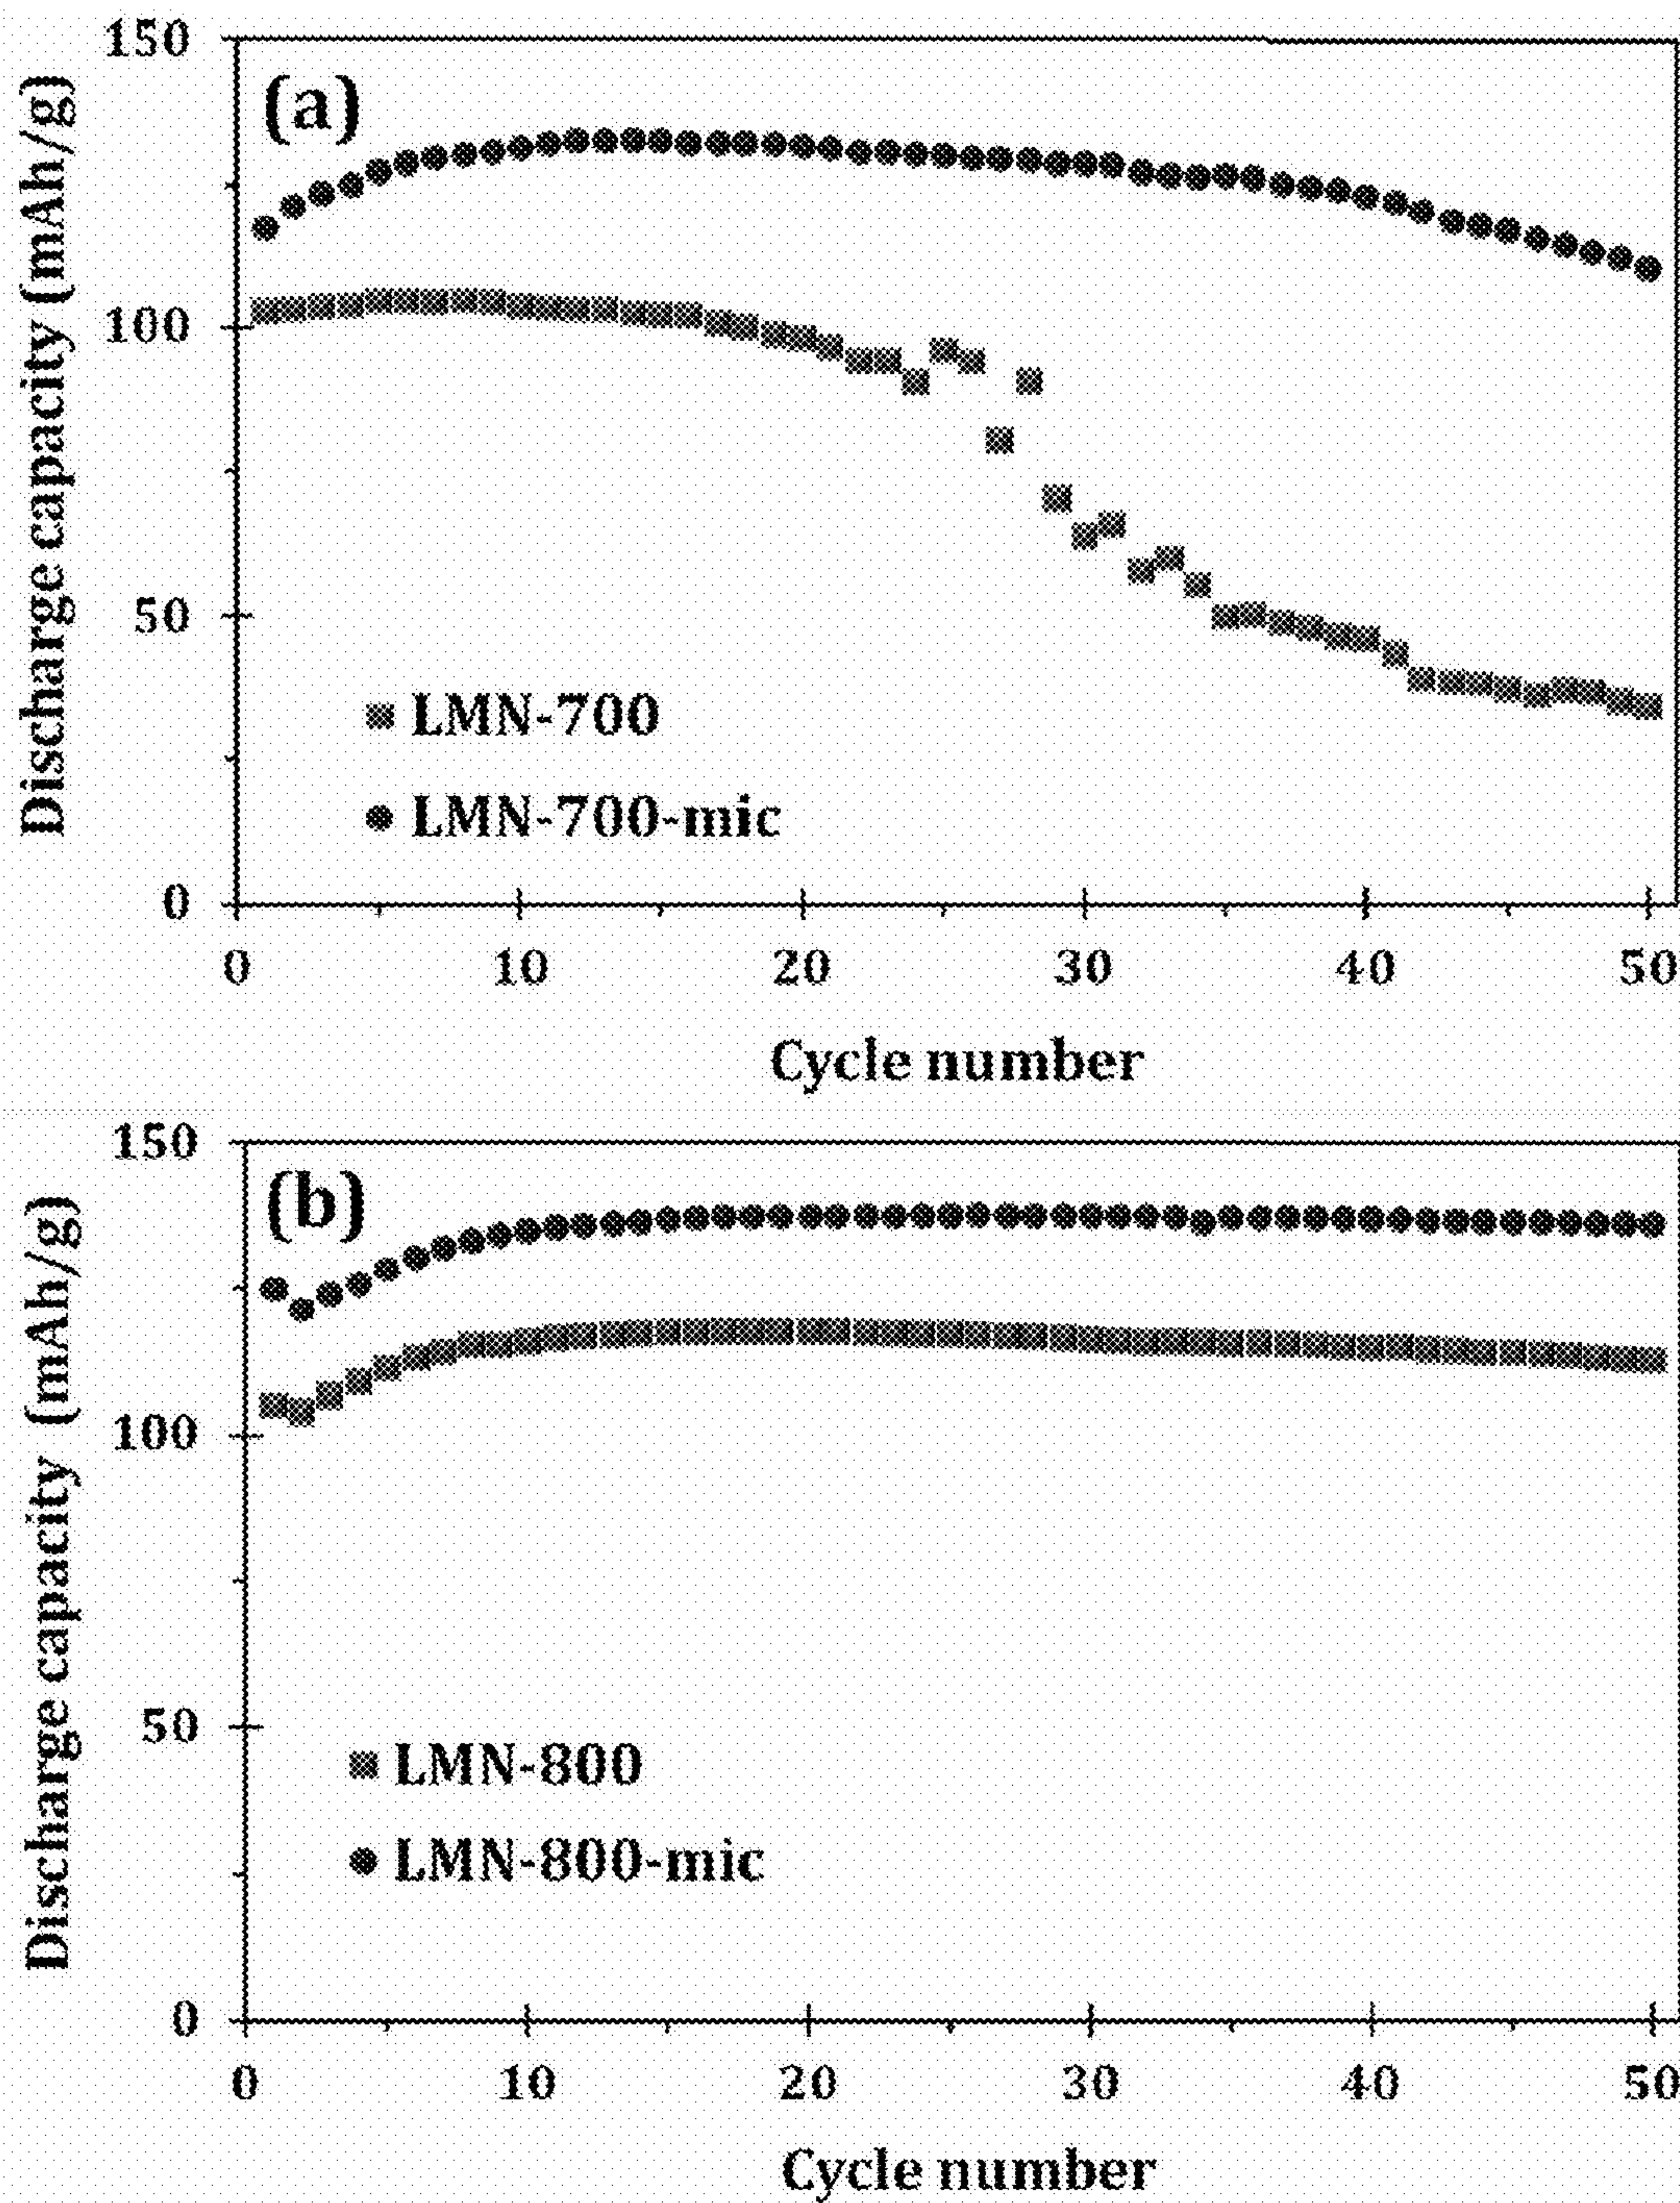 150
(a)
Discharge capacity (mAh/g)
100
50
LMN-700
LMN-700-mic
0
0 10 20 30 40 50
Cycle number
150
(b)
Discharge capacity (mAh/g)
100
50
LMN-800
LMN-800-mic
0
0 10 20 30 40 50
Cycle number